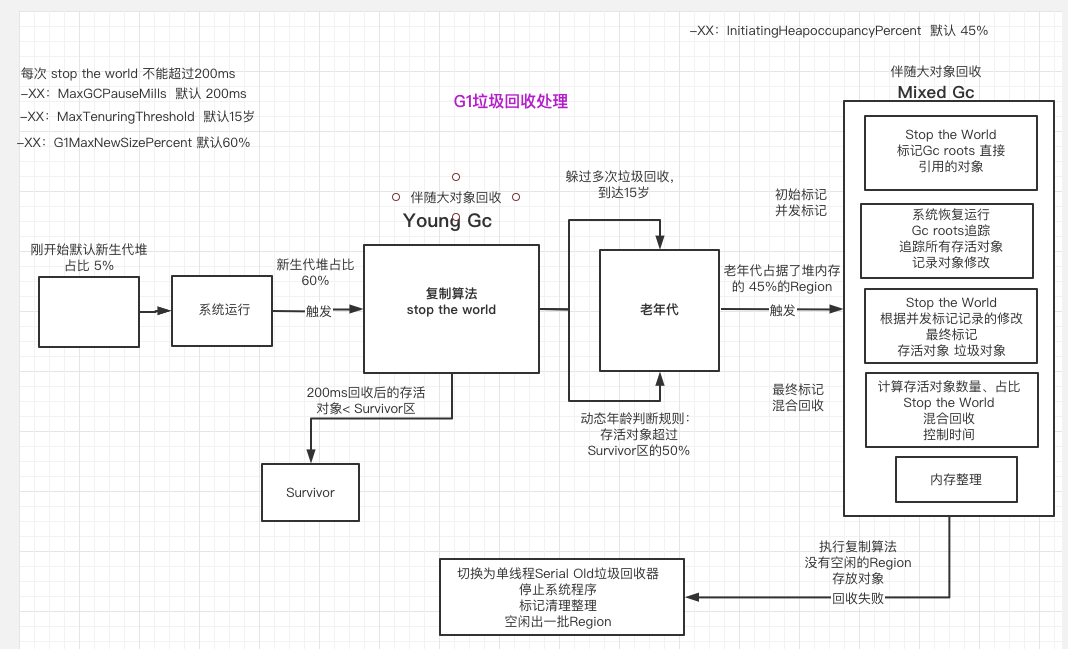 -XX：InitiatingHeapoccupancyPercent 默认 45%
每次 stop the world 不能超过200ms
-XX：MaxGCPauseMills 默认 200ms
-XX：MaxTenuringThreshold 默认15岁
-XX：G1MaxNewSizePercent 默认60%
G1垃圾回收处理
伴随大对象回收
Mixed Gc
伴随大对象回收
Young Gc
刚开始默认新生代堆
占比 5%
系统运行
新生代堆占比
60%
触发
复制算法
stop the world
200ms回收后的存活
对象< Survivor区
Survivor
躲过多次垃圾回收，
到达15岁
老年代
动态年龄判断规则：
存活对象超过
Survivor区的50%
老年代占据了堆内存
的 45%的Region
触发
初始标记
并发标记
最终标记
混合回收
Stop the World
标记Gc roots 直接
引用的对象
系统恢复运行
Gc roots追踪
追踪所有存活对象
记录对象修改
Stop the World
根据并发标记记录的修改
最终标记
存活对象 垃圾对象
计算存活对象数量、占比
Stop the World
混合回收
控制时间
内存整理
执行复制算法
没有空闲的Region
存放对象
回收失败
切换为单线程Serial Old垃圾回收器
停止系统程序
标记清理整理
空闲出一批Region